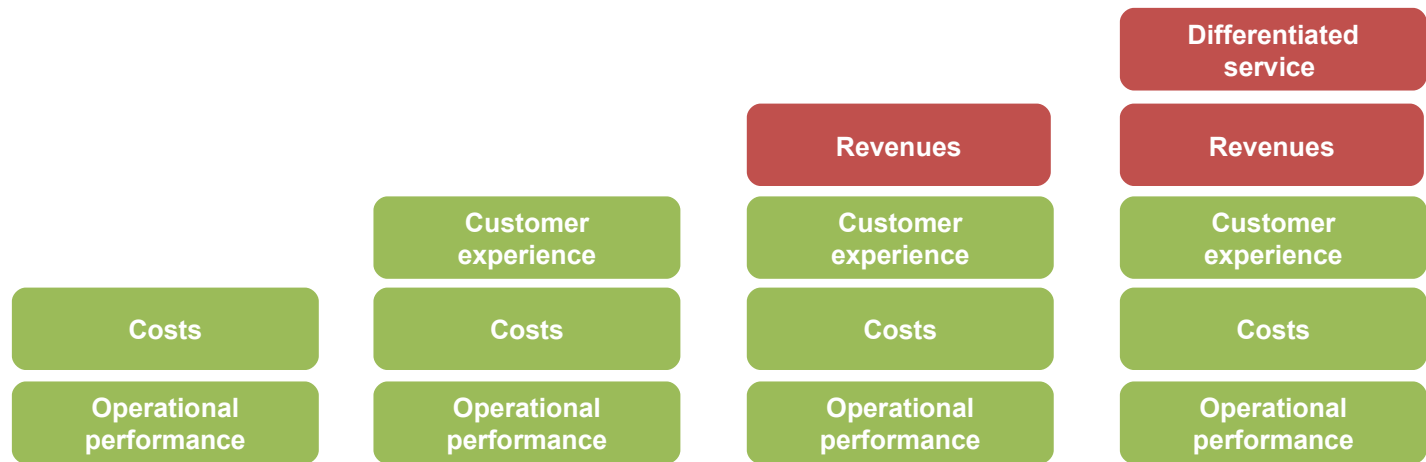 Differentiated
service
Revenues
Revenues
Customer
experience
Customer
experience
Customer
experience
Costs
Costs
Costs
Costs
Operational
performance
Operational
performance
Operational
performance
Operational
performance